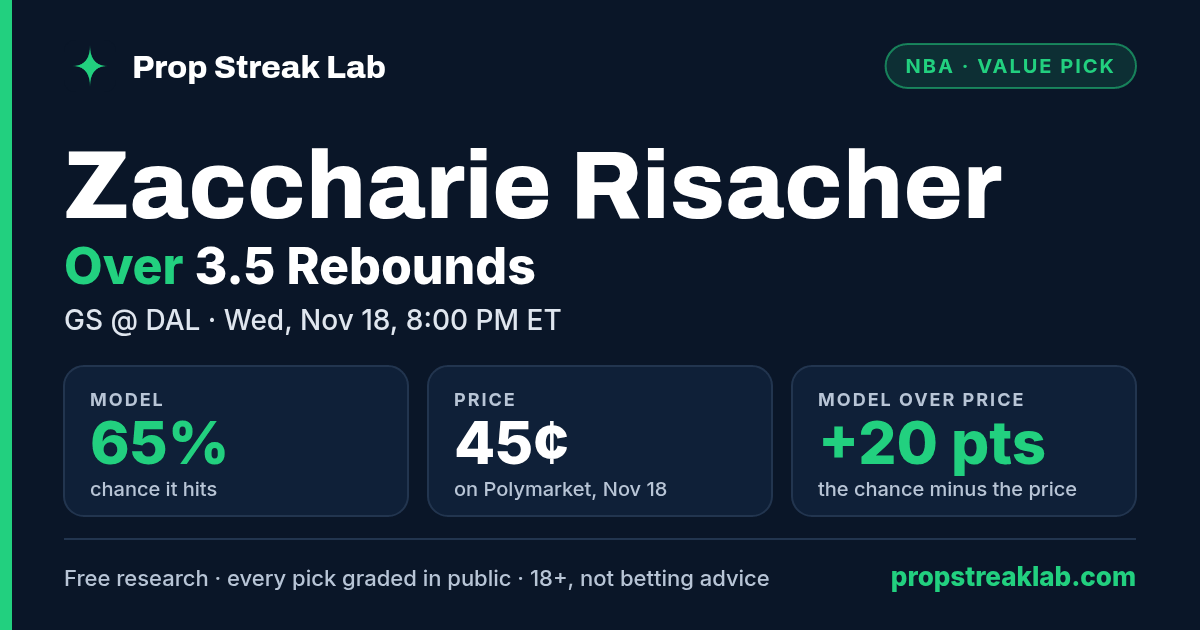 Prop Streak Lab
NBA · VALUE PICK
Zaccharie Risacher
Over 3.5 Rebounds
GS @ DAL · Wed, Nov 18, 8:00 PM ET
MODEL
65%
chance it hits
PRICE
45¢
on Polymarket, Nov 18
MODEL OVER PRICE
+20 pts
the chance minus the price
Free research · every pick graded in public · 18+, not betting advice
propstreaklab.com